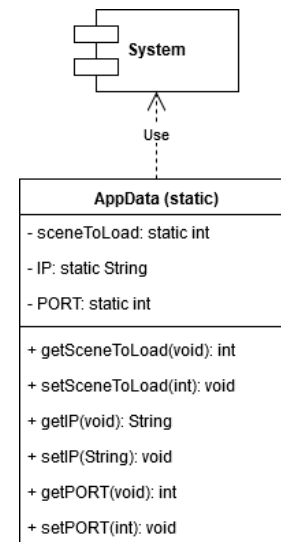 System
Use
AppData (static)
- sceneToLoad: static int
- IP: static String
- PORT: static int
+ getSceneToLoad(void): int
+ setSceneToLoad(int): void
+ getIP(void): String
+ setIP(String): void
+ getPORT(void): int
+ setPORT(int): void